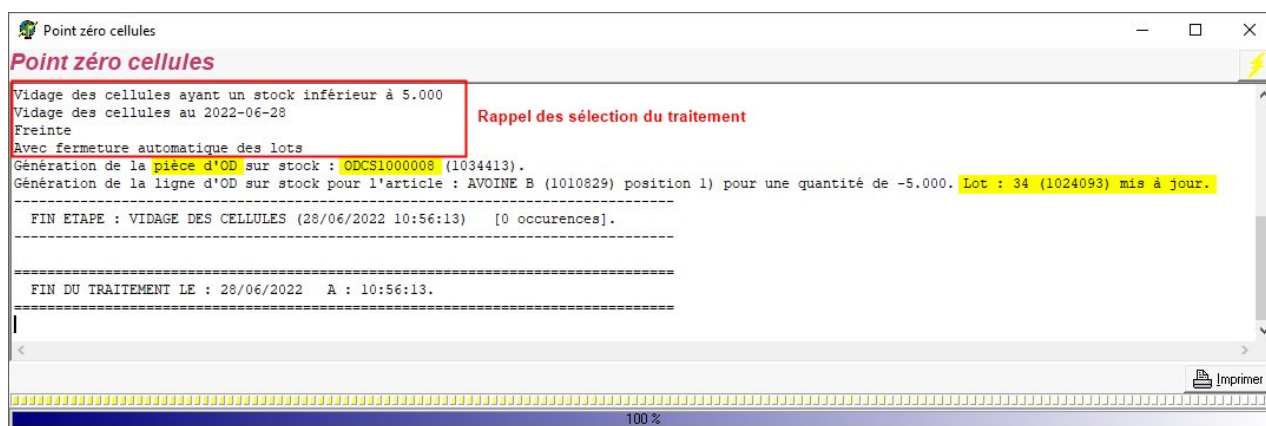 Point zéro cellules
Point zéro cellules
Vidage des cellules ayant un stock inférieur à 5.000
Vidage des cellules au 2022-06-28
Rappel des sélection du traitement
Freinte
Avec fermeture automatique des lots
Génération de la pièce d'OD sur stock : ODCS1000008 (1034413).
Génération de la ligne d'OD sur stock pour l'article : AVOINE B (1010829) position 1) pour une quantité de -5.000. Lot : 34 (1024093) mis à jour.
--------------------------------------------------------------------------------
FIN ETAPE : VIDAGE DES CELLULES (28/06/2022 10:56:13) [0 occurences].
--------------------------------------------------------------------------------
================================================================================
FIN DU TRAITEMENT LE : 28/06/2022 A : 10:56:13.
================================================================================
Imprimer
100 %